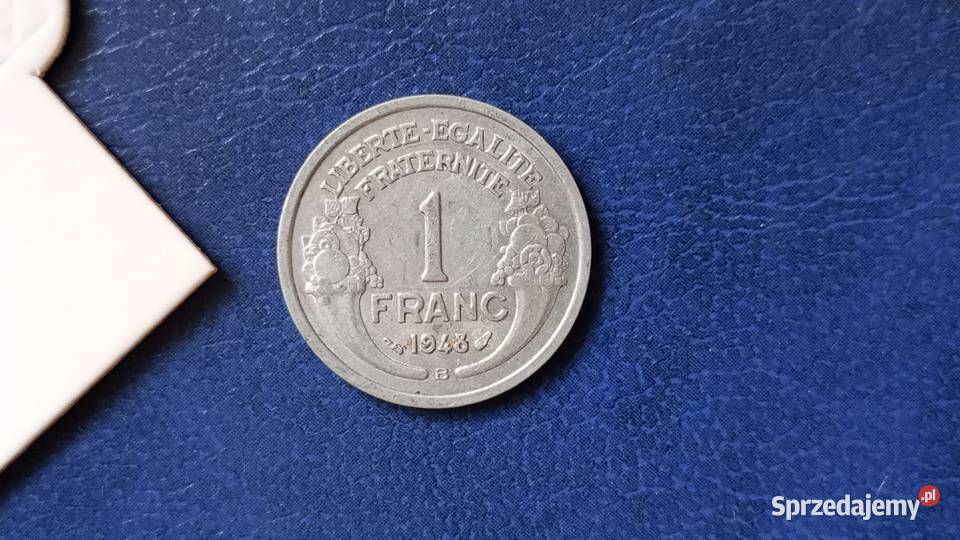 LIBERTE-EGALITE
FRATERNITE
1
FRANC
1948
B
Sprzedajemy.pl